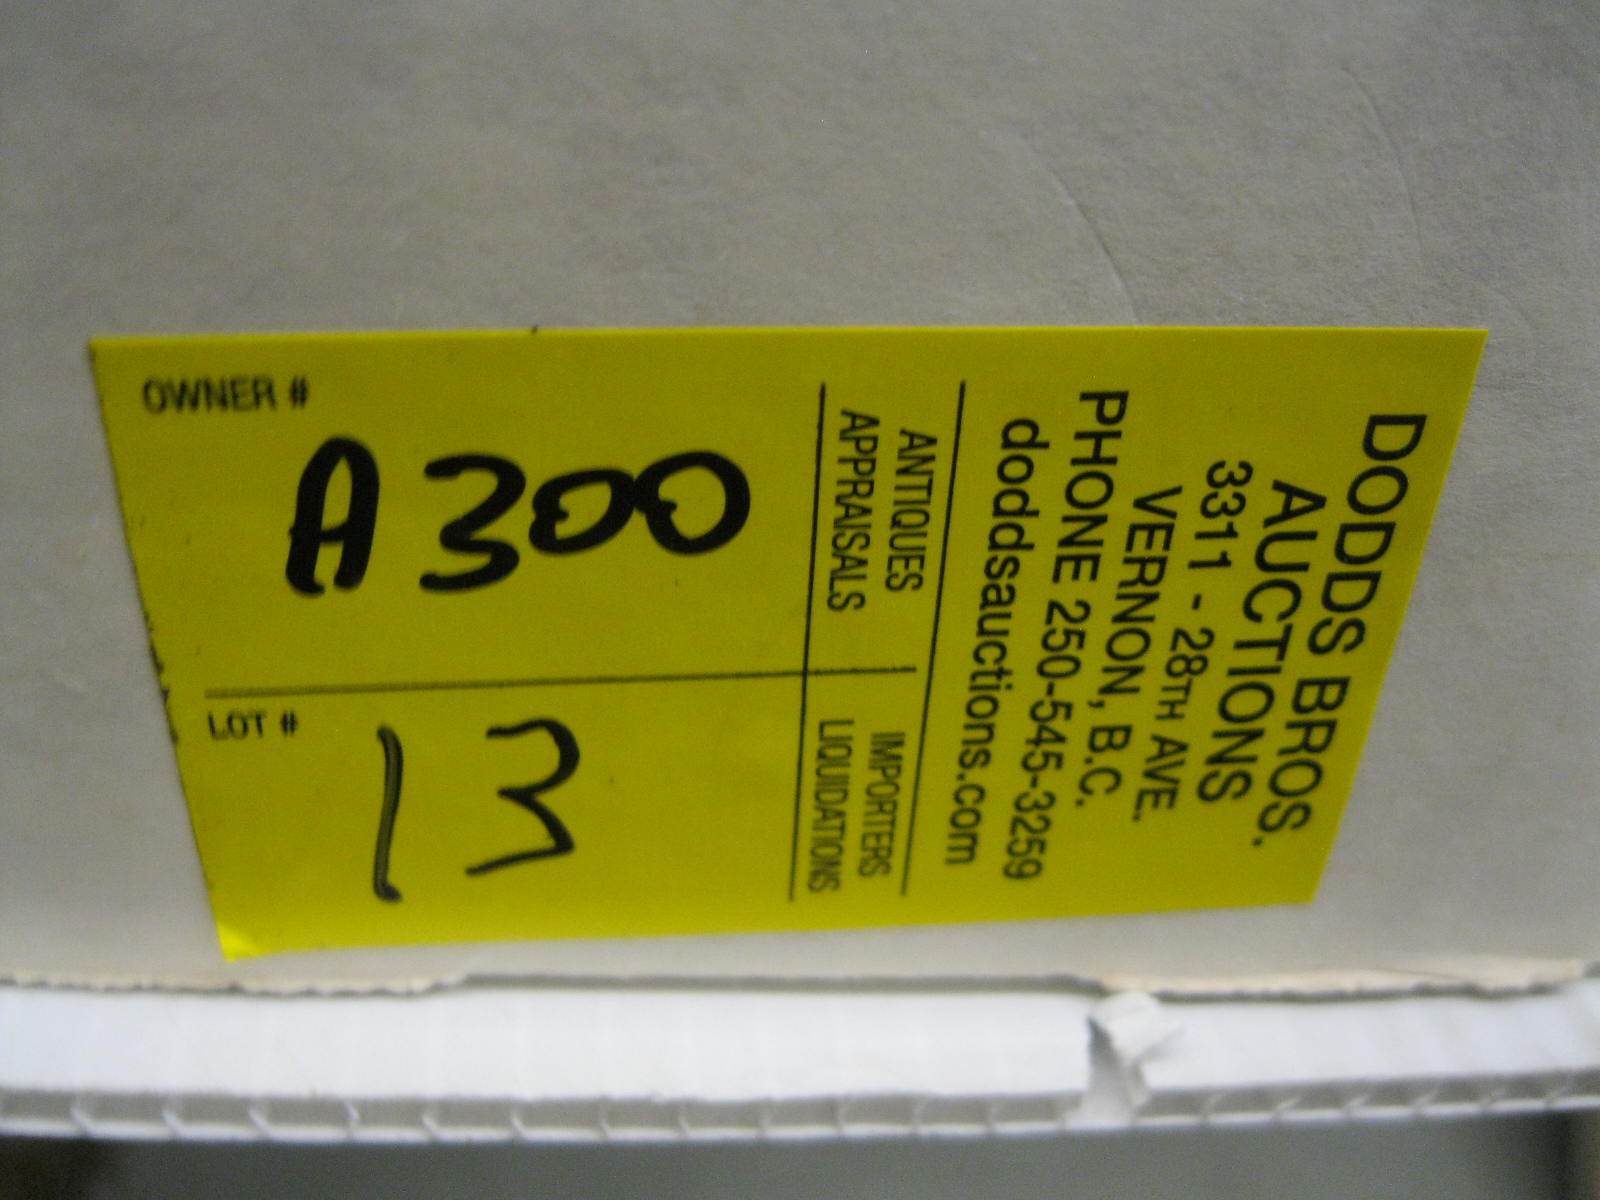 DODDS BROS.
AUCTIONS
3311 - 28TH AVE.
VERNON, B.C.
PHONE 250-545-3259
doddsauctions.com
ANTIQUES
APPRAISALS
IMPORTERS
LIQUIDATIONS
OWNER #
A300
LOT #
13